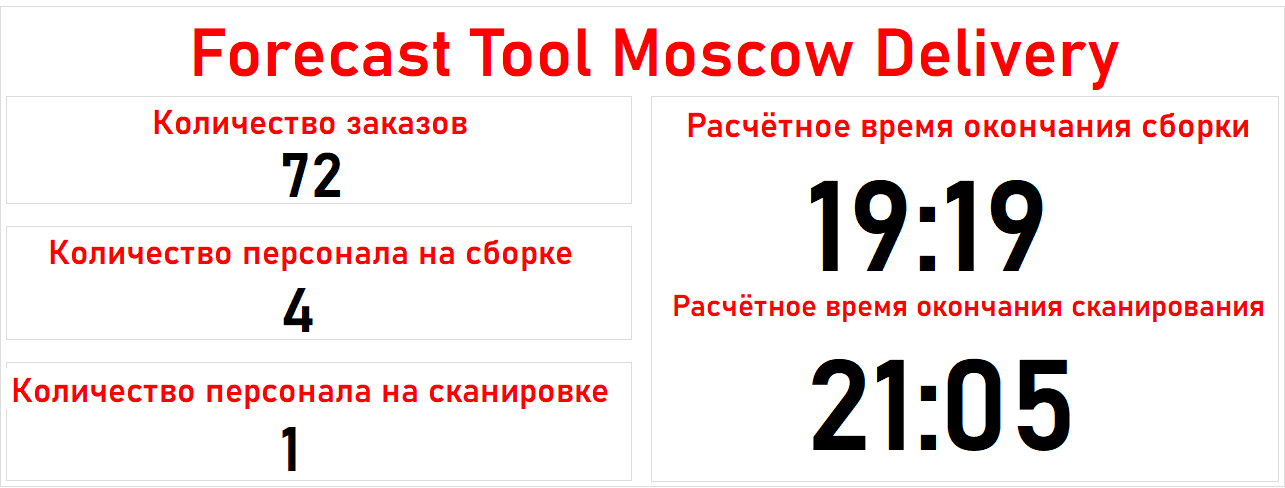 Forecast Tool Moscow Delivery
Количество заказов
72
Количество персонала на сборке
4
Количество персонала на сканировке
1
Расчётное время окончания сборки
19:19
Расчётное время окончания сканирования
21:05